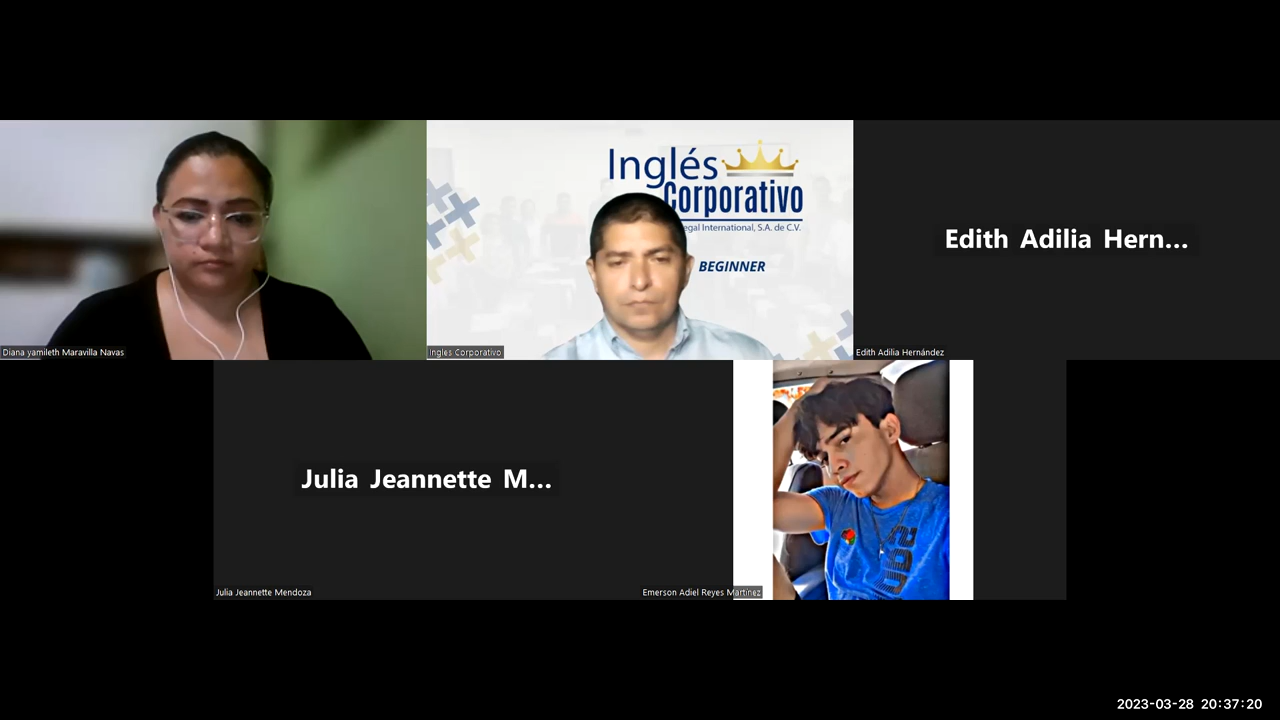 Inglés
Corporativo
egal International, S.A. de C.V.
BEGINNER
Edith Adilia Hern...
Diana yamileth Maravilla Navas
Inglés Corporativo
Edith Adilia Hernández
Julia Jeannette M...
Julia Jeannette Mendoza
Emerson Adiel Reyes Martínez
2023-03-28 20:37:20